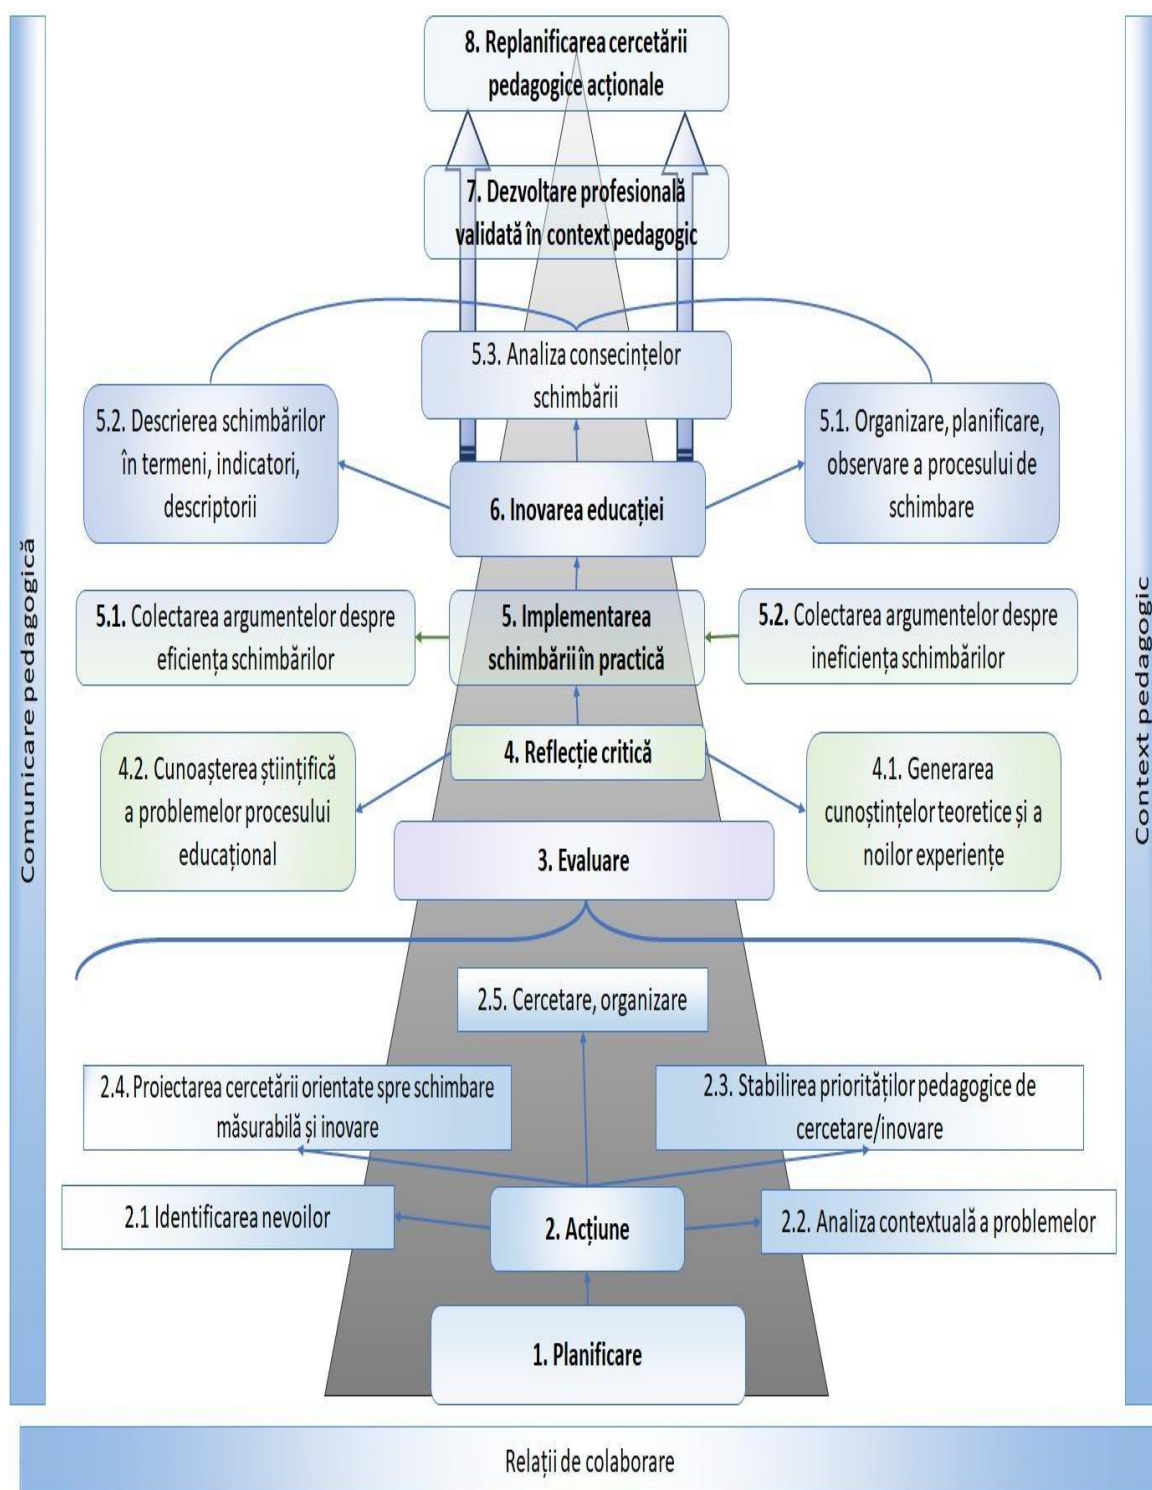 8. Replanificarea cercetării
pedagogice acționale
7. Dezvoltare profesională
validată în context pedagogic
5.3. Analiza consecințelor
schimbării
5.2. Descrierea schimbărilor
în termeni, indicatori,
descriptorii
5.1. Organizare, planificare,
observare a procesului de
schimbare
6. Inovarea educației
5.1. Colectarea argumentelor despre
eficiența schimbărilor
5. Implementarea
schimbării în practică
5.2. Colectarea argumentelor despre
ineficiența schimbărilor
4. Reflecție critică
4.2. Cunoașterea științifică
a problemelor procesului
educațional
4.1. Generarea
cunoștințelor teoretice și a
noilor experiențe
3. Evaluare
2.5. Cercetare, organizare
2.4. Proiectarea cercetării orientate spre schimbare
măsurabilă și inovare
2.3. Stabilirea priorităților pedagogice de
cercetare/inovare
2.1 Identificarea nevoilor
2. Acțiune
2.2. Analiza contextuală a problemelor
1. Planificare
Comunicare pedagogică
Context pedagogic
Relații de colaborare